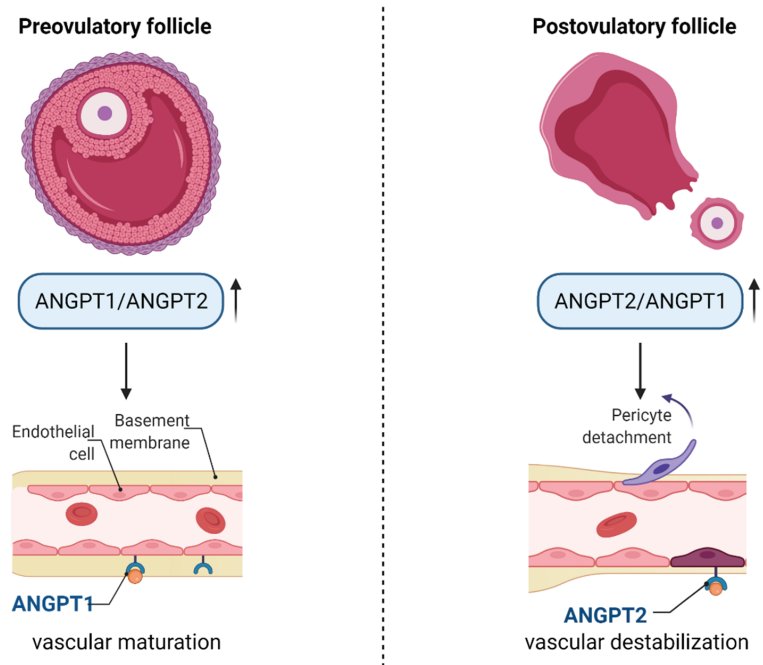 Preovulatory follicle
ANGPT1/ANGPT2
Endothelial
cell
Basement
membrane
ANGPT1
vascular maturation
Postovulatory follicle
ANGPT2/ANGPT1
Pericyte
detachment
ANGPT2
vascular destabilization